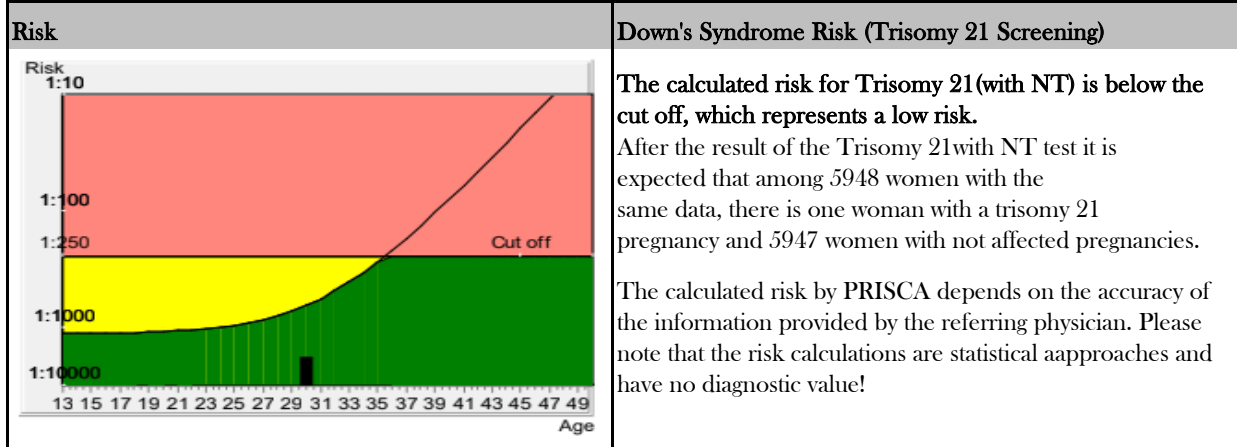 Risk
Down's Syndrome Risk (Trisomy 21 Screening)
Risk
1:10
1:100
1:250
Cut off
1:1000
1:10000
13 15 17 19 21 23 25 27 29 31 33 35 37 39 41 43 45 47 49
Age
The calculated risk for Trisomy 21(with NT) is below the
cut off, which represents a low risk.
After the result of the Trisomy 21with NT test it is
expected that among 5948 women with the
same data, there is one woman with a trisomy 21
pregnancy and 5947 women with not affected pregnancies.
The calculated risk by PRISCA depends on the accuracy of
the information provided by the referring physician. Please
note that the risk calculations are statistical aapproaches and
have no diagnostic value!